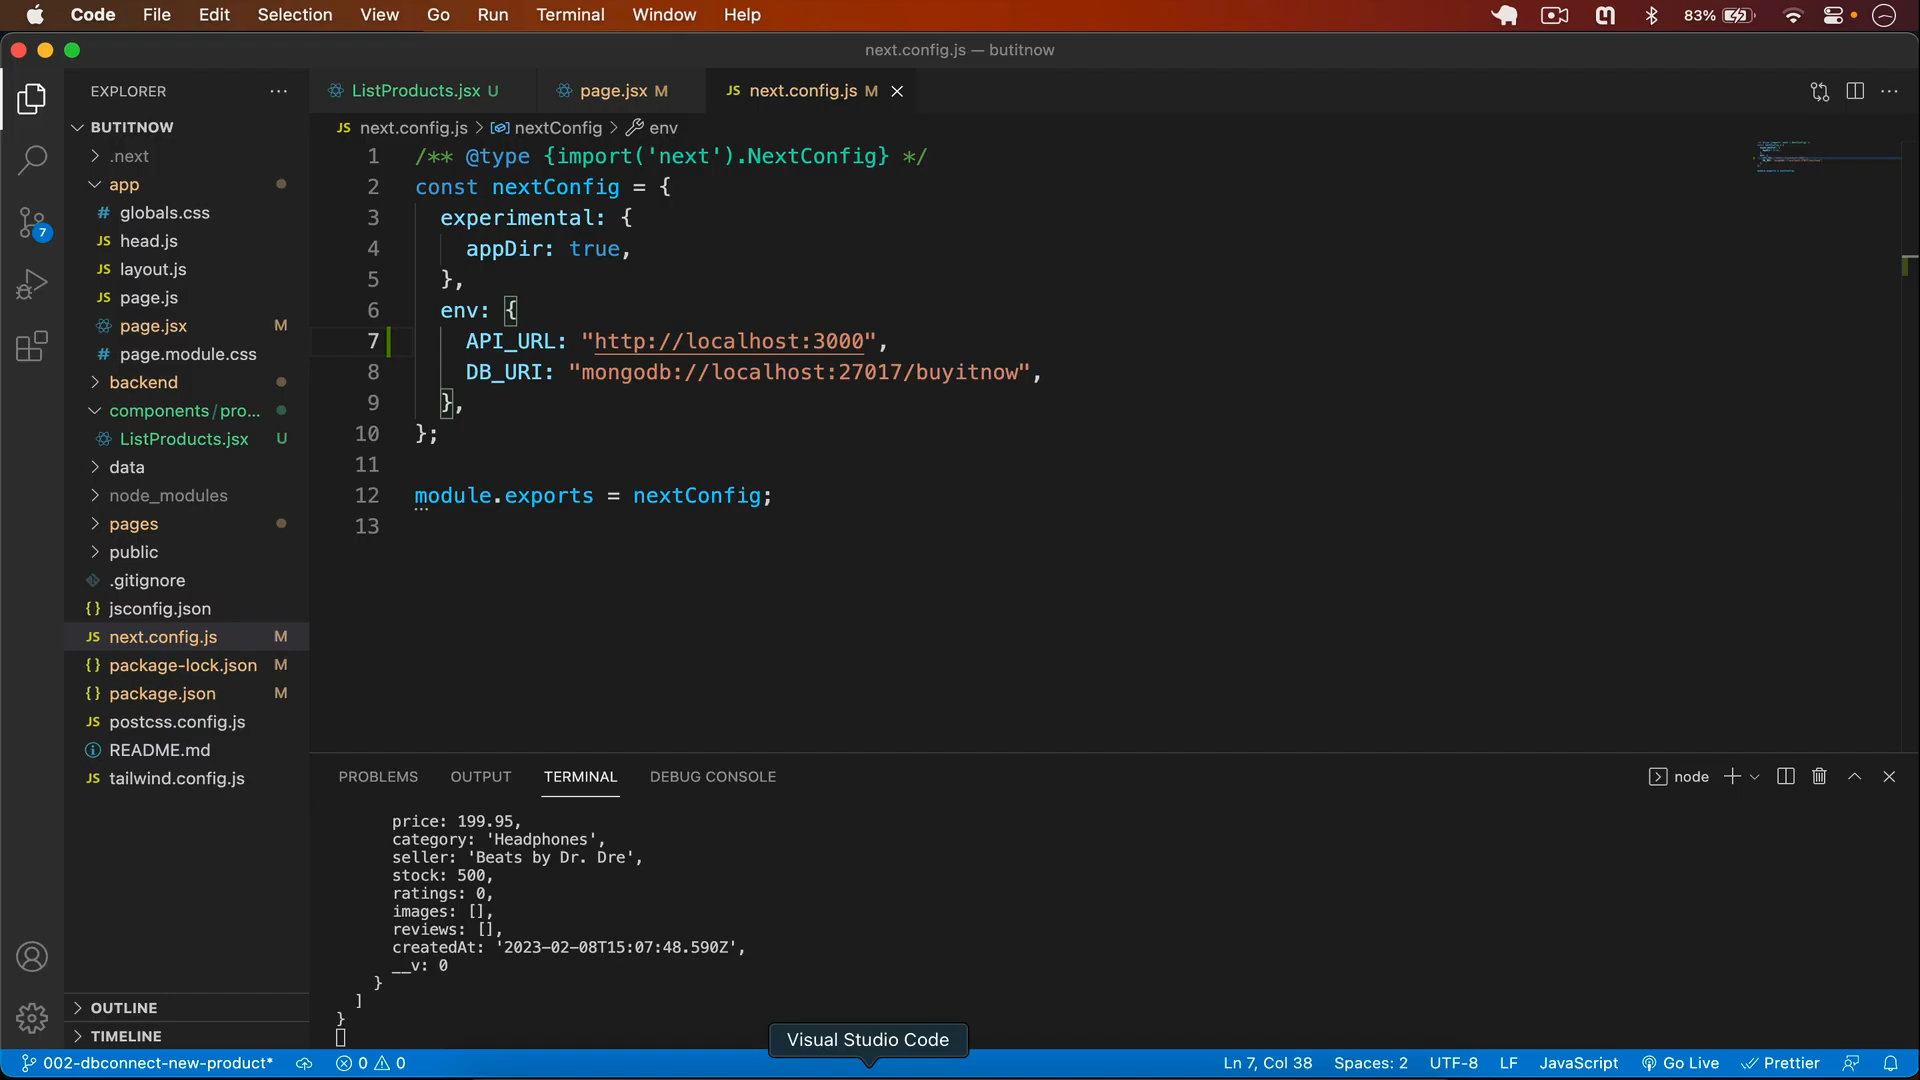 Code File Edit Selection View Go Run Terminal Window Help 83%
next.config.js — butitnow
EXPLORER
BUTITNOW
.next
app
# globals.css
JS head.js
JS layout.js
JS page.js
page.jsx M
# page.module.css
backend
components/pro...
ListProducts.jsx U
data
node_modules
pages
public
.gitignore
{} jsconfig.json
JS next.config.js M
{} package-lock.json M
{} package.json M
JS postcss.config.js
README.md
JS tailwind.config.js
OUTLINE
TIMELINE
7
ListProducts.jsx U page.jsx M JS next.config.js M
JS next.config.js > nextConfig > env
1 /** @type {import('next').NextConfig} */
2 const nextConfig = {
3 experimental: {
4 appDir: true,
5 },
6 env: {
7 API_URL: "http://localhost:3000",
8 DB_URI: "mongodb://localhost:27017/buyitnow",
9 },
10 };
11
12 module.exports = nextConfig;
13
PROBLEMS OUTPUT TERMINAL DEBUG CONSOLE node
price: 199.95,
category: 'Headphones',
seller: 'Beats by Dr. Dre',
stock: 500,
ratings: 0,
images: [],
reviews: [],
createdAt: '2023-02-08T15:07:48.590Z',
__v: 0
}
]
}
Visual Studio Code
002-dbconnect-new-product* 0 0 Ln 7, Col 38 Spaces: 2 UTF-8 LF JavaScript Go Live Prettier